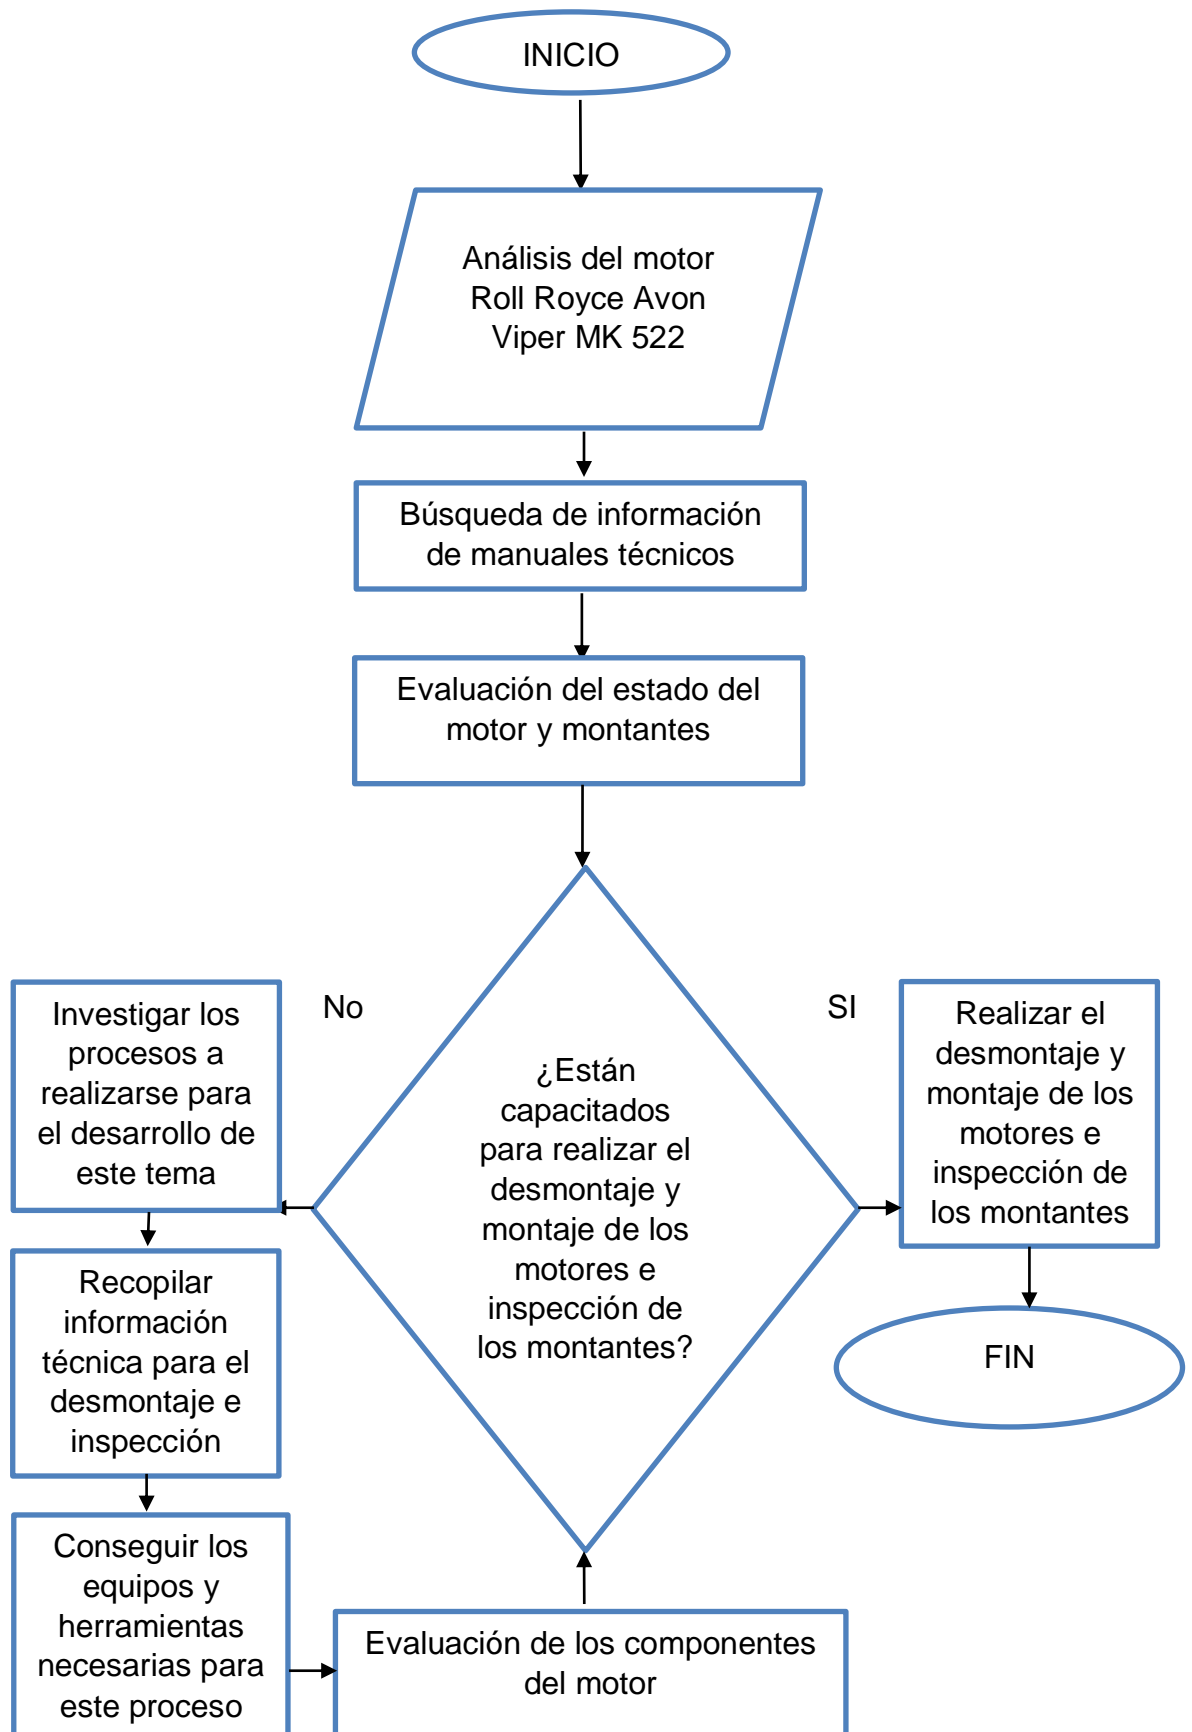 INICIO
Análisis del motor
Roll Royce Avon
Viper MK 522
Búsqueda de información
de manuales técnicos
Evaluación del estado del
motor y montantes
No
SI
Investigar los
procesos a
realizarse para
el desarrollo de
este tema
¿Están
capacitados
para realizar el
desmontaje y
montaje de los
motores e
inspección de
los montantes?
Realizar el
desmontaje y
montaje de los
motores e
inspección de
los montantes
Recopilar
información
técnica para el
desmontaje e
inspección
FIN
Conseguir los
equipos y
herramientas
necesarias para
este proceso
Evaluación de los componentes
del motor